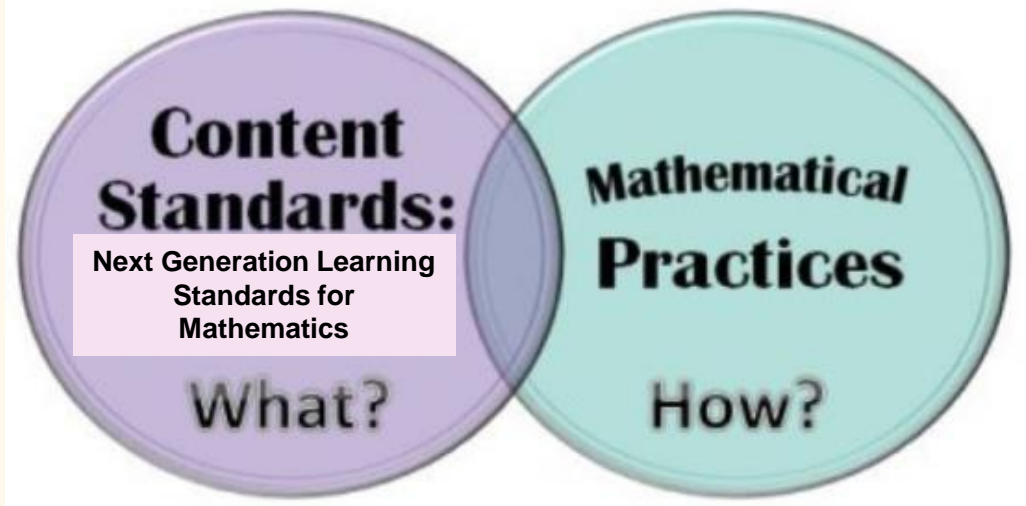 Content
Standards:
Next Generation Learning
Standards for
Mathematics
What?
Mathematical
Practices
How?